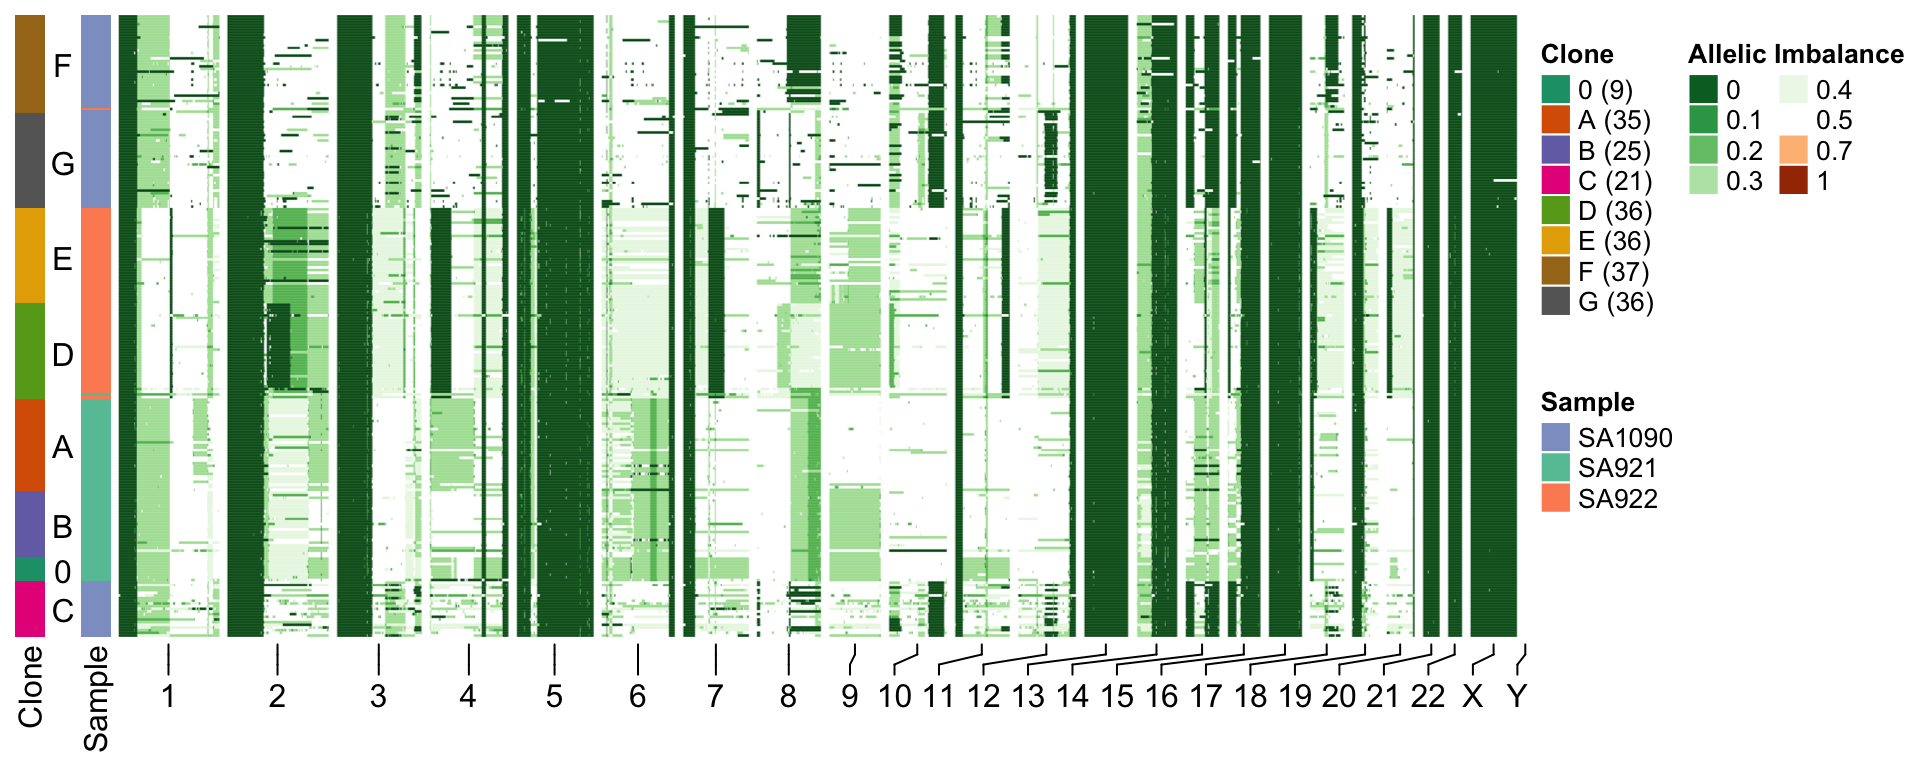 F
G
E
D
A
B
0
C
Clone
Sample
1 2 3 4 5 6 7 8 9 10 11 12 13 14 15 16 17 18 19 20 21 22 X Y
Clone
0 (9)
A (35)
B (25)
C (21)
D (36)
E (36)
F (37)
G (36)
Allelic Imbalance
0 0.4
0.1 0.5
0.2 0.7
0.3 1
Sample
SA1090
SA921
SA922